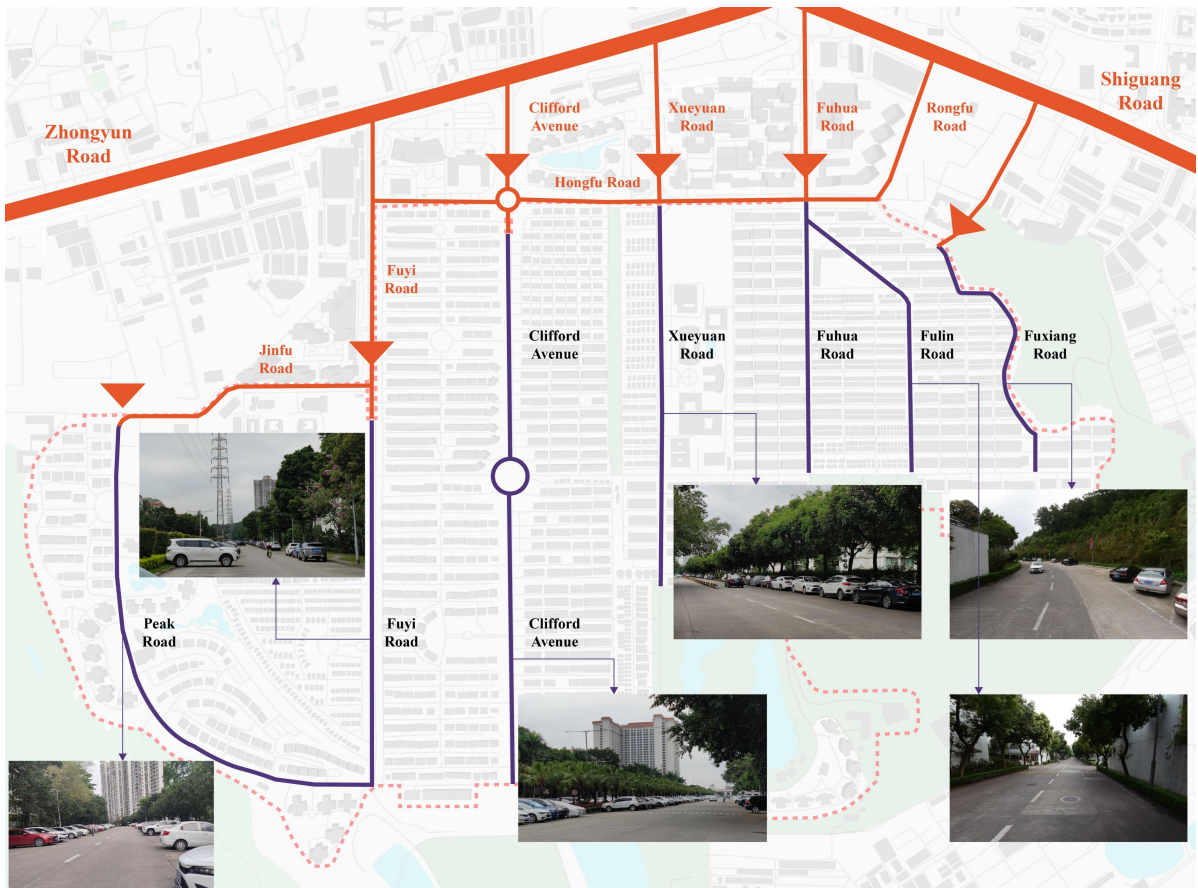 Zhongyun
Road
Clifford
Avenue
Xueyuan
Road
Fuhua
Road
Rongfu
Road
Shiguang
Road
Hongfu Road
Fuyi
Road
Jinfu
Road
Clifford
Avenue
Xueyuan
Road
Fuhua
Road
Fulin
Road
Fuxiang
Road
Peak
Road
Fuyi
Road
Clifford
Avenue